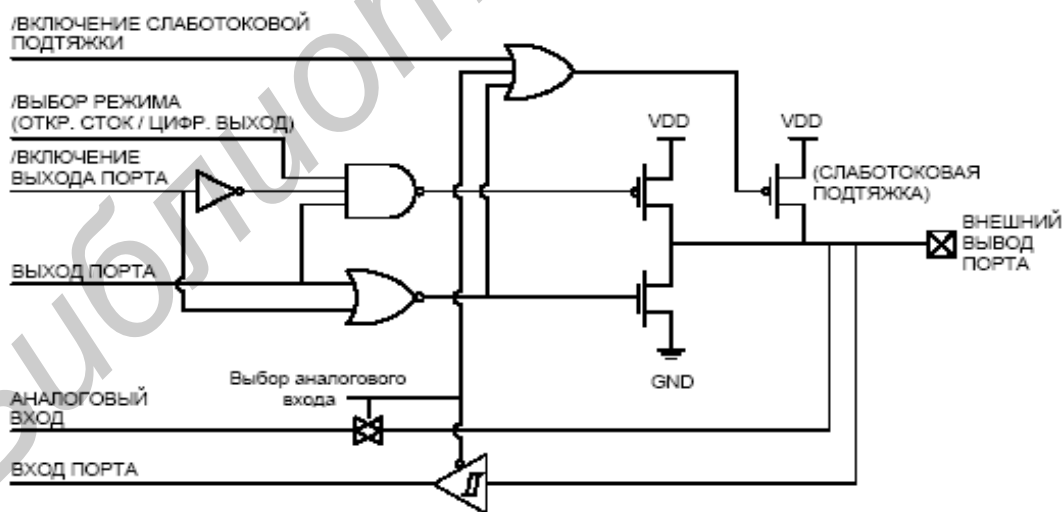 /ВКЛЮЧЕНИЕ СЛАБОТОКОВОЙ
ПОДТЯЖКИ
/ВЫБОР РЕЖИМА
(ОТКР. СТОК / ЦИФР. ВЫХОД)
/ВКЛЮЧЕНИЕ
ВЫХОДА ПОРТА
VDD
VDD
(СЛАБОТОКОВАЯ
ПОДТЯЖКА)
ВНЕШНИЙ
ВЫВОД
ПОРТА
ВЫХОД ПОРТА
GND
Выбор аналогового
входа
АНАЛОГОВЫЙ
ВХОД
ВХОД ПОРТА